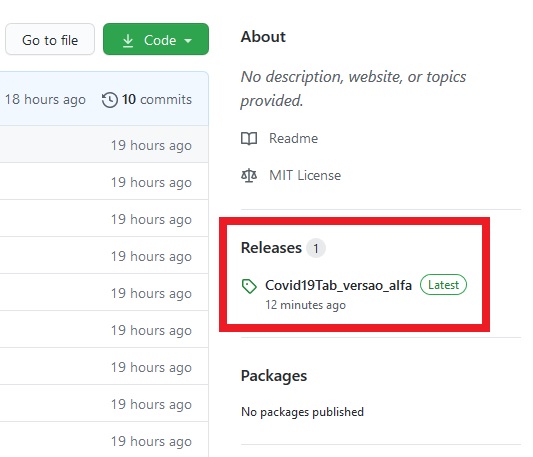 Go to file
Code
18 hours ago
10 commits
19 hours ago
19 hours ago
19 hours ago
19 hours ago
19 hours ago
19 hours ago
19 hours ago
19 hours ago
19 hours ago
About
No description, website, or topics
provided.
Readme
MIT License
Releases 1
Covid19Tab_versao_alfa Latest
12 minutes ago
Packages
No packages published